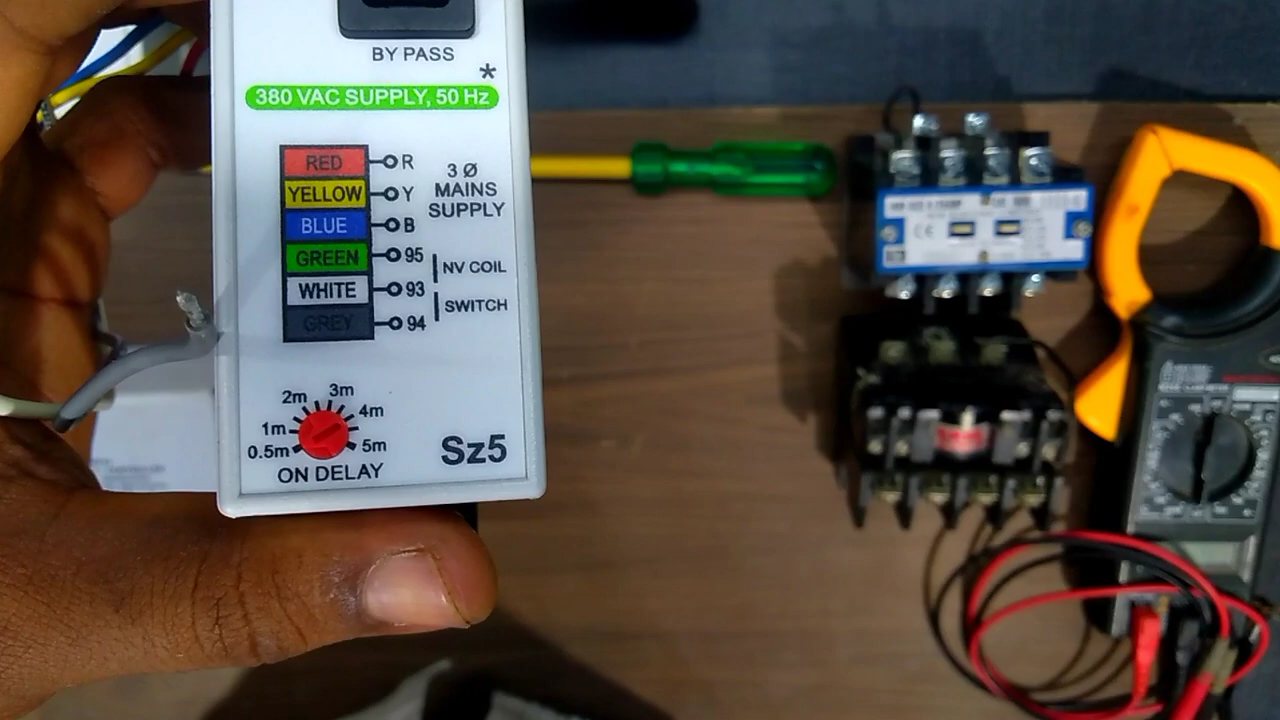 BY PASS
*
380 VAC SUPPLY, 50 Hz
RED R
YELLOW Y
BLUE B
3 Ø
MAINS
SUPPLY
GREEN 95
WHITE 93
GREY 94
NV COIL
SWITCH
0.5m 1m 2m 3m 4m 5m
ON DELAY
Sz5
CE